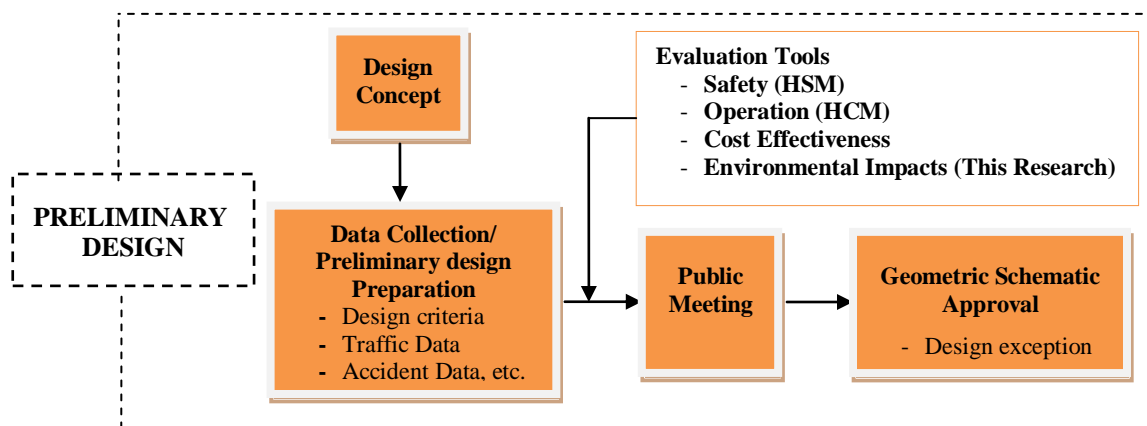 PRELIMINARY
DESIGN
Design
Concept
Data Collection/
Preliminary design
Preparation
- Design criteria
- Traffic Data
- Accident Data, etc.
Evaluation Tools
- Safety (HSM)
- Operation (HCM)
- Cost Effectiveness
- Environmental Impacts (This Research)
Public
Meeting
Geometric Schematic
Approval
- Design exception